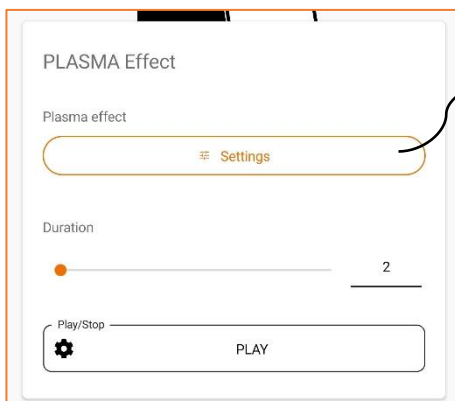 PLASMA Effect
Plasma effect
Settings
Duration
2
Play/Stop
PLAY